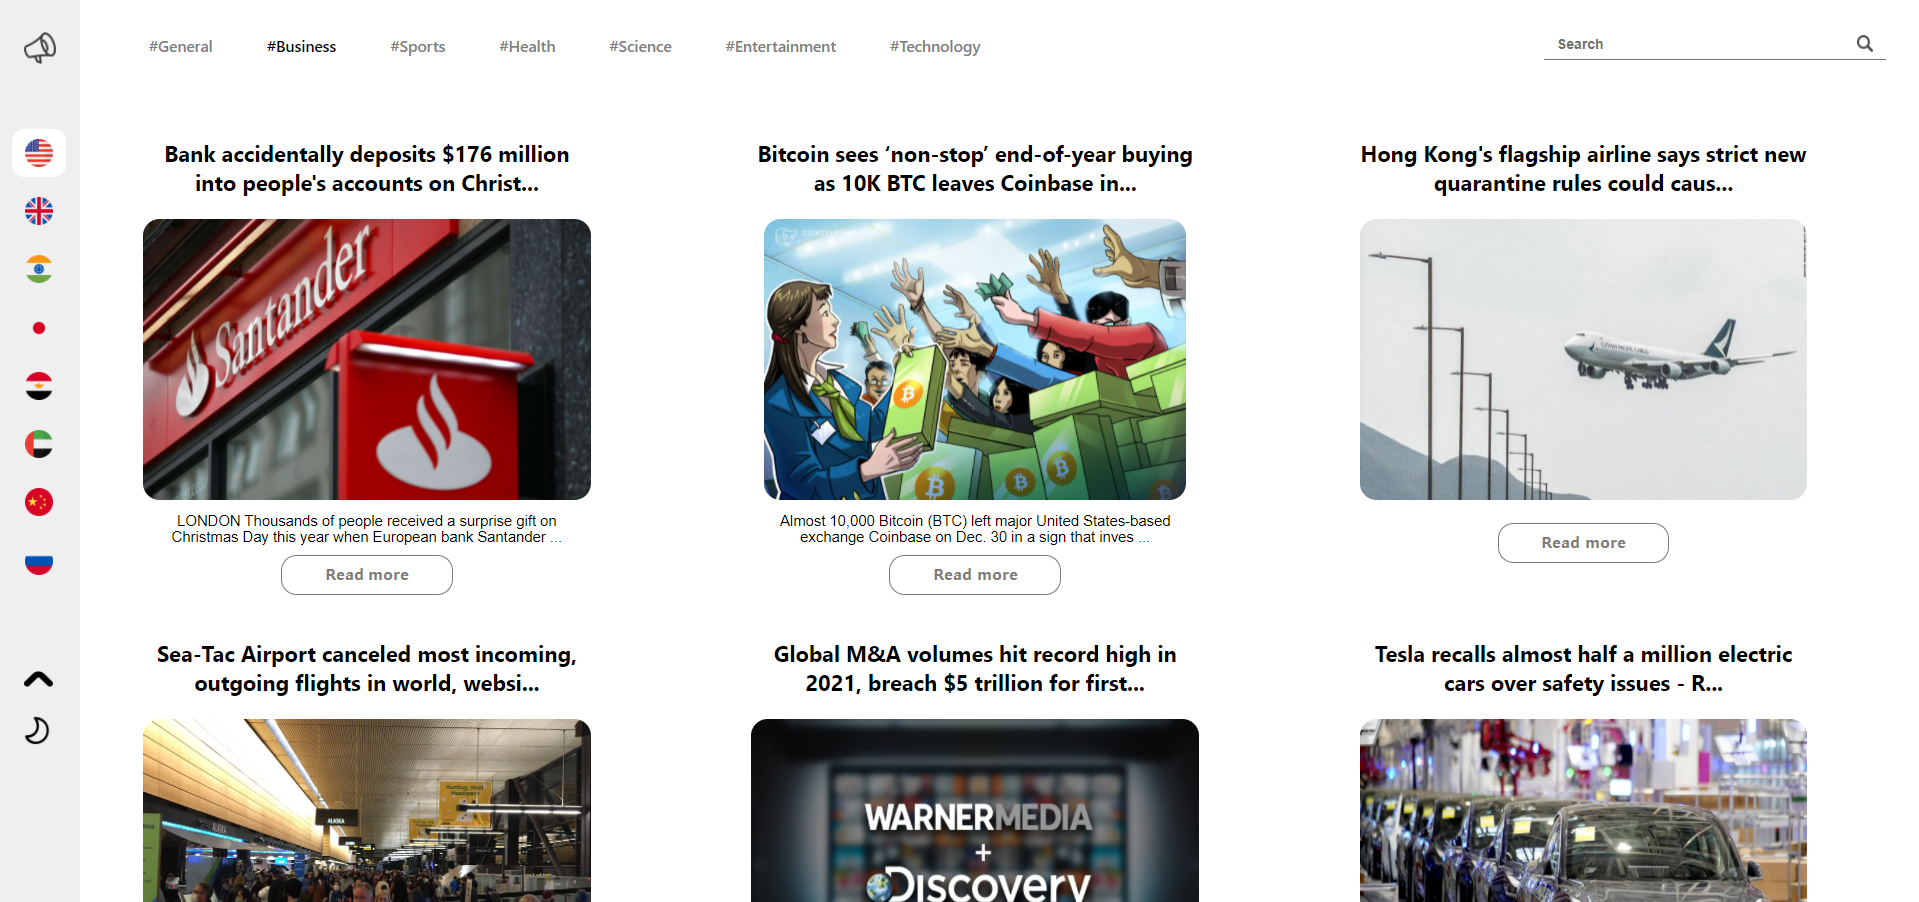 #General #Business #Sports #Health #Science #Entertainment #Technology
Search
Bank accidentally deposits $176 million
into people's accounts on Christ...
Bitcoin sees ‘non-stop’ end-of-year buying
as 10K BTC leaves Coinbase in...
Hong Kong's flagship airline says strict new
quarantine rules could caus...
Santander
COINTELEGRAPH
CATHAY PACIFIC CARGO
LONDON Thousands of people received a surprise gift on
Christmas Day this year when European bank Santander ...
Read more
Almost 10,000 Bitcoin (BTC) left major United States-based
exchange Coinbase on Dec. 30 in a sign that inves ...
Read more
Read more
Sea-Tac Airport canceled most incoming,
outgoing flights in world, websi...
Global M&A volumes hit record high in
2021, breach $5 trillion for first...
Tesla recalls almost half a million electric
cars over safety issues - R...
ALASKA
WARNERMEDIA
+
Discovery